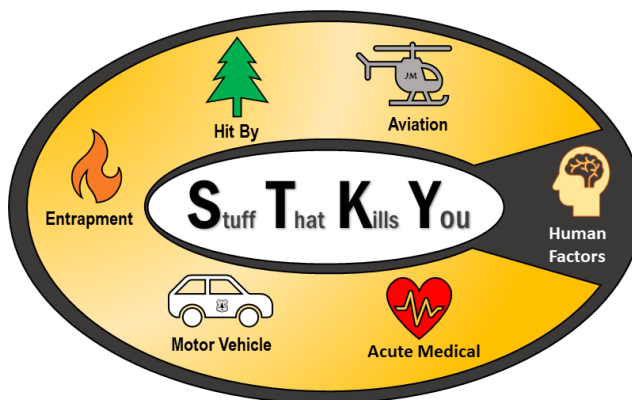 JM
Hit By
Aviation
Entrapment
Stuff That Kills You
Human
Factors
Motor Vehicle
Acute Medical